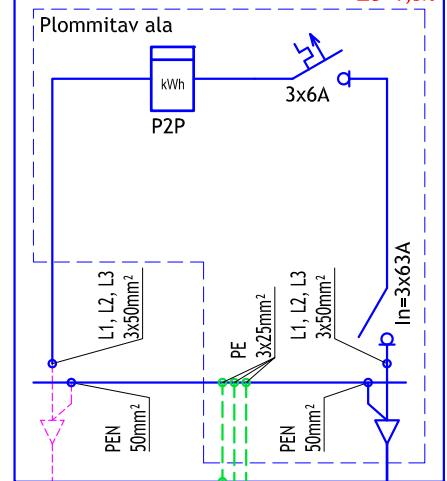 Plommitav ala
kWh
P2P
3x6A
In=3x63A
L1, L2, L3
3x50mm²
PE
3x25mm²
L1, L2, L3
3x50mm²
PEN
50mm²
PEN
50mm²